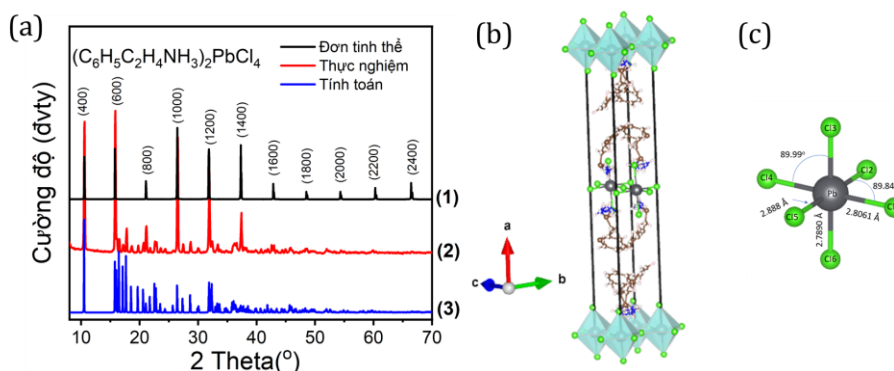 (a)
(C₆H₅C₂H₄NH₃)₂PbCl₄
Đơn tinh thể
Thực nghiệm
Tính toán
(400)
(600)
(800)
(1000)
(1200)
(1400)
(1600)
(1800)
(2000)
(2200)
(2400)
(1)
(2)
(3)
Cường độ (đvty)
10
20
30
40
50
60
70
2 Theta(°)
(b)
a
b
c
(c)
Cl3
89.99°
Cl4
Cl2
Pb
89.84
2.888 Å
Cl5
2.8061 Å
2.7890 Å
Cl6